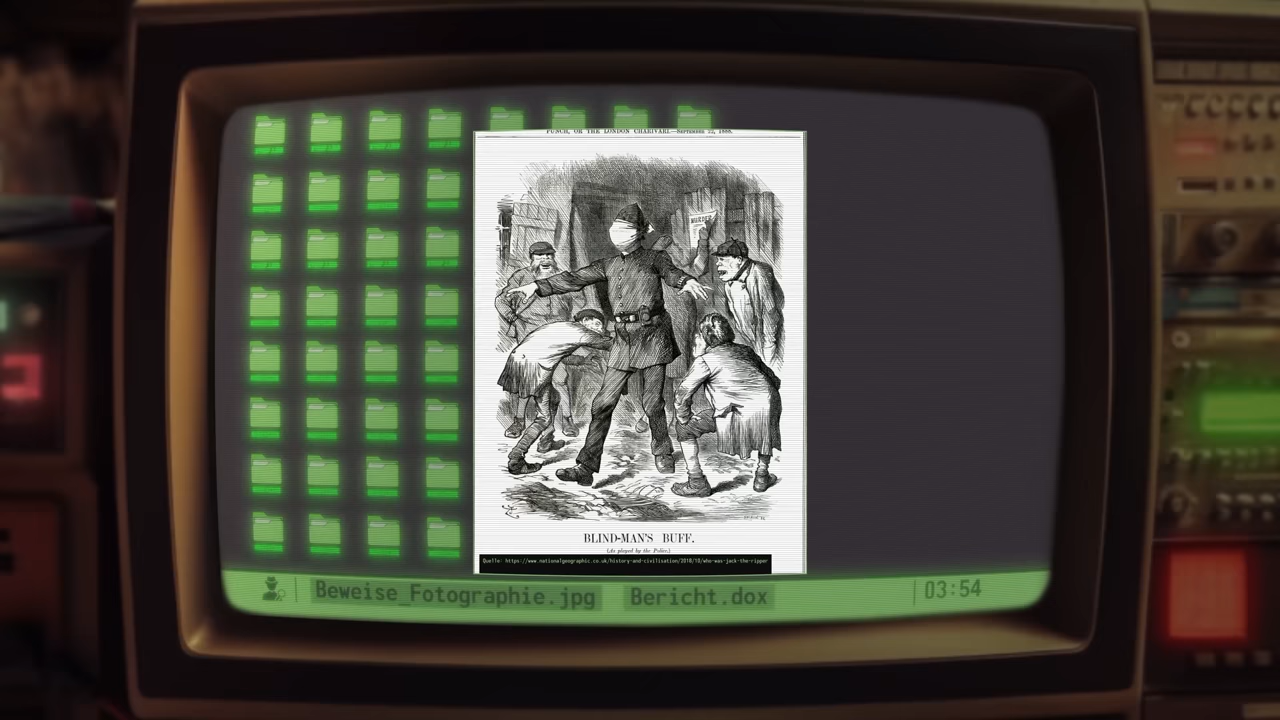 PUNCH, OR THE LONDON CHARIVARI.—September 22, 1888.
MURDER
BLIND-MAN'S BUFF.
(As played by the Police.)
Quelle: https://www.nationalgeographic.co.uk/history-and-civilisation/2018/10/who-was-jack-the-ripper
Beweise_Fotographie.jpg
Bericht.dox
03:54